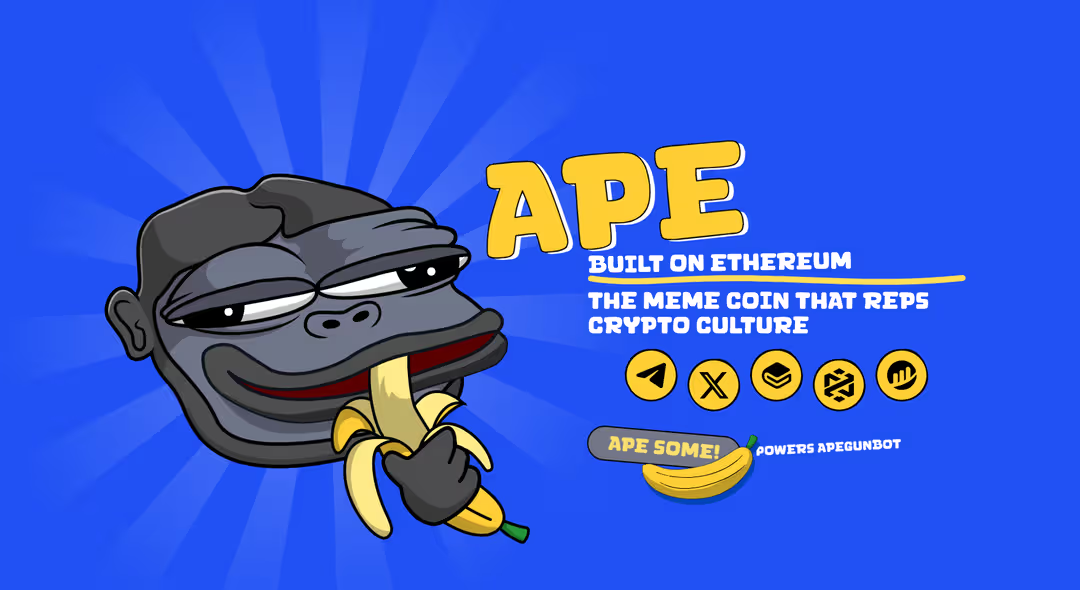 APE
BUILT ON ETHEREUM
THE MEME COIN THAT REPS
CRYPTO CULTURE
APE SOME!
POWERS APEGUNBOT